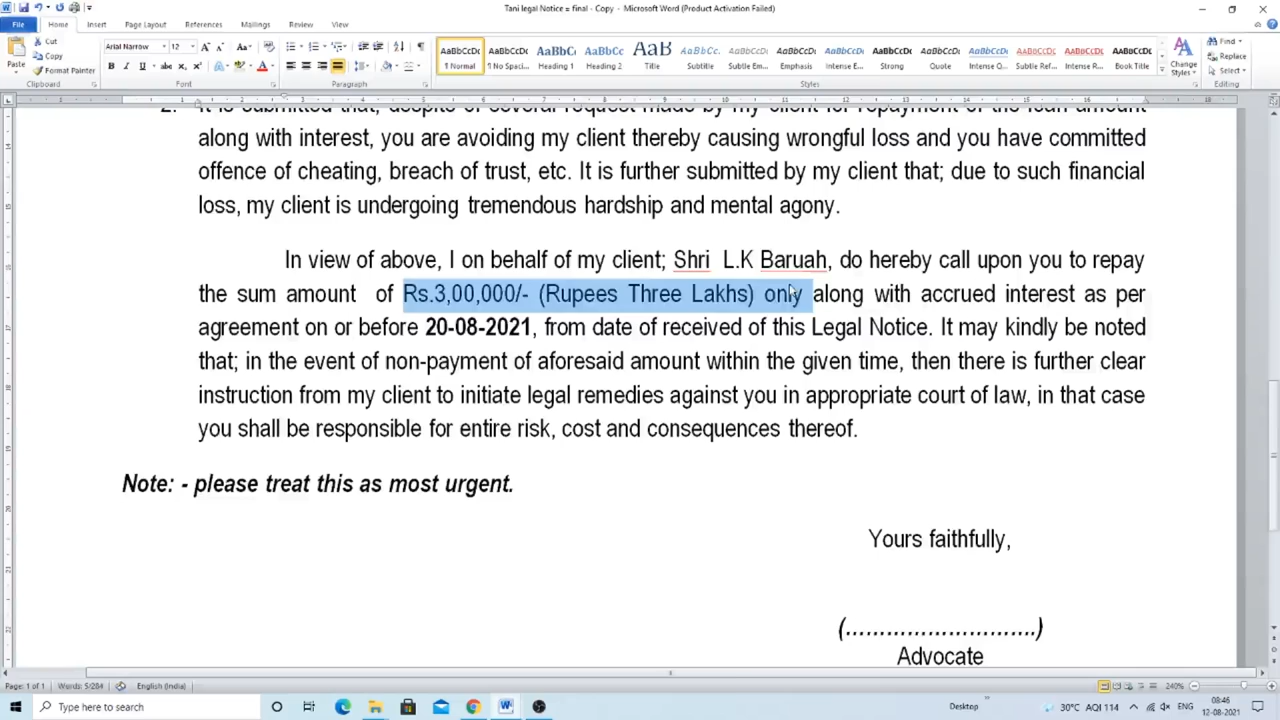 Tani legal Notice = final - Copy - Microsoft Word (Product Activation Failed)
File Home Insert Page Layout References Mailings Review View
Cut
Copy
Format Painter
Paste
Arial Narrow 12
AaBbCcDc AaBbCcDc AaBbCc AaBbCc AaB AaBbCc. AaBbCcDc AaBbCcDc AaBbCcDc AaBbCcDc AaBbCcDc AaBbCcDc AaBbCcDc AaBbCcDc AaBbCcDc
¶ Normal ¶ No Spaci... Heading 1 Heading 2 Title Subtitle Subtle Em... Emphasis Intense E... Strong Quote Intense Q... Subtle Ref... Intense R... Book Title
Change Styles
Find
Replace
Select
Clipboard Font Paragraph Styles Editing
2. It is submitted that, despite of several request made by my client for repayment of the loan amount
along with interest, you are avoiding my client thereby causing wrongful loss and you have committed
offence of cheating, breach of trust, etc. It is further submitted by my client that; due to such financial
loss, my client is undergoing tremendous hardship and mental agony.
In view of above, I on behalf of my client; Shri L.K Baruah, do hereby call upon you to repay
the sum amount of Rs.3,00,000/- (Rupees Three Lakhs) only along with accrued interest as per
agreement on or before 20-08-2021, from date of received of this Legal Notice. It may kindly be noted
that; in the event of non-payment of aforesaid amount within the given time, then there is further clear
instruction from my client to initiate legal remedies against you in appropriate court of law, in that case
you shall be responsible for entire risk, cost and consequences thereof.
Note: - please treat this as most urgent.
Yours faithfully,
(……………………….)
Advocate
Page: 1 of 1 Words: 5/284 English (India) 240%
Type here to search
Desktop 30°C AQI 114 ENG 08:46
12-08-2021